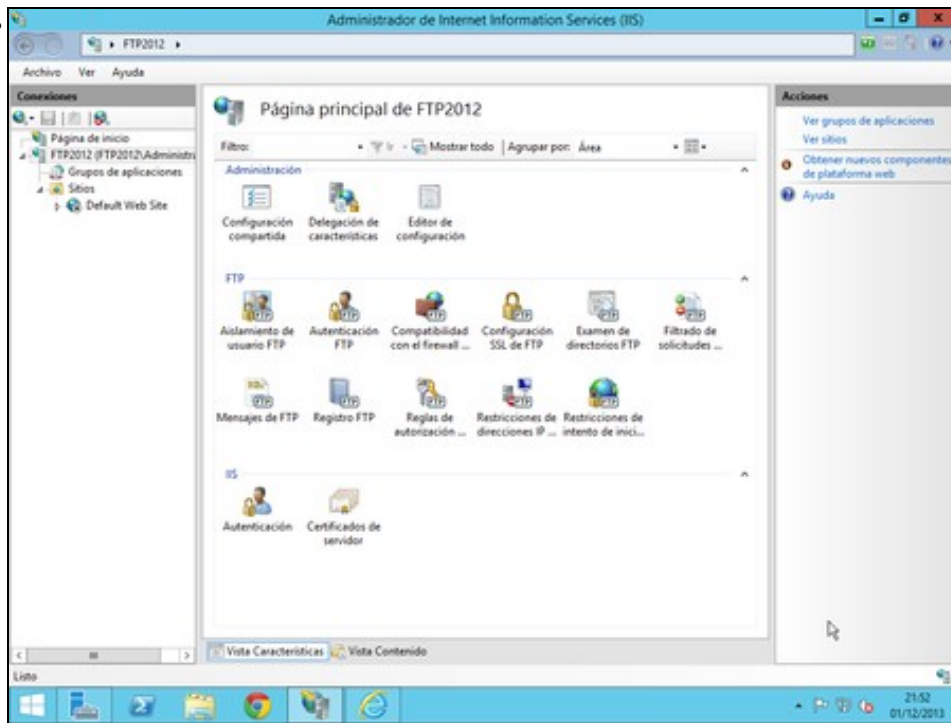 Administrador de Internet Information Services (IIS)
FTP2012
Archivo Ver Ayuda
Conexiones
Página de inicio
FTP2012 (FTP2012\Administra
Grupos de aplicaciones
Sitios
Default Web Site
Página principal de FTP2012
Filtro: Ir Mostrar todo Agrupar por: Área
Administración
Configuración compartida
Delegación de características
Editor de configuración
FTP
Aislamiento de usuario FTP
Autenticación FTP
Compatibilidad con el firewall ...
Configuración SSL de FTP
Examen de directorios FTP
Filtrado de solicitudes ...
Mensajes de FTP
Registro FTP
Reglas de autorización ...
Restricciones de direcciones IP ...
Restricciones de intento de inici...
IIS
Autenticación
Certificados de servidor
Vista Características Vista Contenido
Acciones
Ver grupos de aplicaciones
Ver sitios
Obtener nuevos componentes
de plataforma web
Ayuda
Listo
21:52
01/12/2013